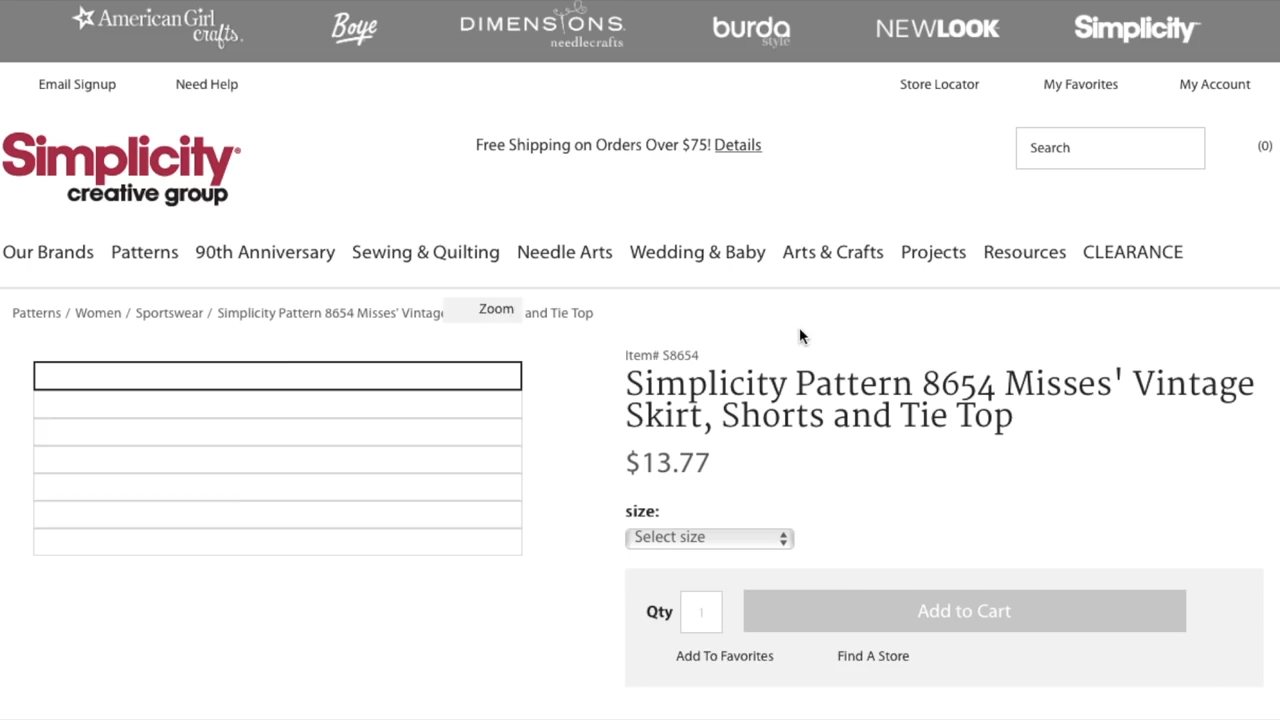 American Girl crafts.
Boye
DIMENSIONS. needlecrafts
burda style
NEWLOOK
Simplicity
Email Signup
Need Help
Store Locator
My Favorites
My Account
Simplicity®
creative group
Free Shipping on Orders Over $75! Details
Search
(0)
Our Brands
Patterns
90th Anniversary
Sewing & Quilting
Needle Arts
Wedding & Baby
Arts & Crafts
Projects
Resources
CLEARANCE
Patterns / Women / Sportswear / Simplicity Pattern 8654 Misses' Vintage and Tie Top
Zoom
Item# S8654
Simplicity Pattern 8654 Misses' Vintage
Skirt, Shorts and Tie Top
$13.77
size:
Select size
Qty
1
Add to Cart
Add To Favorites
Find A Store